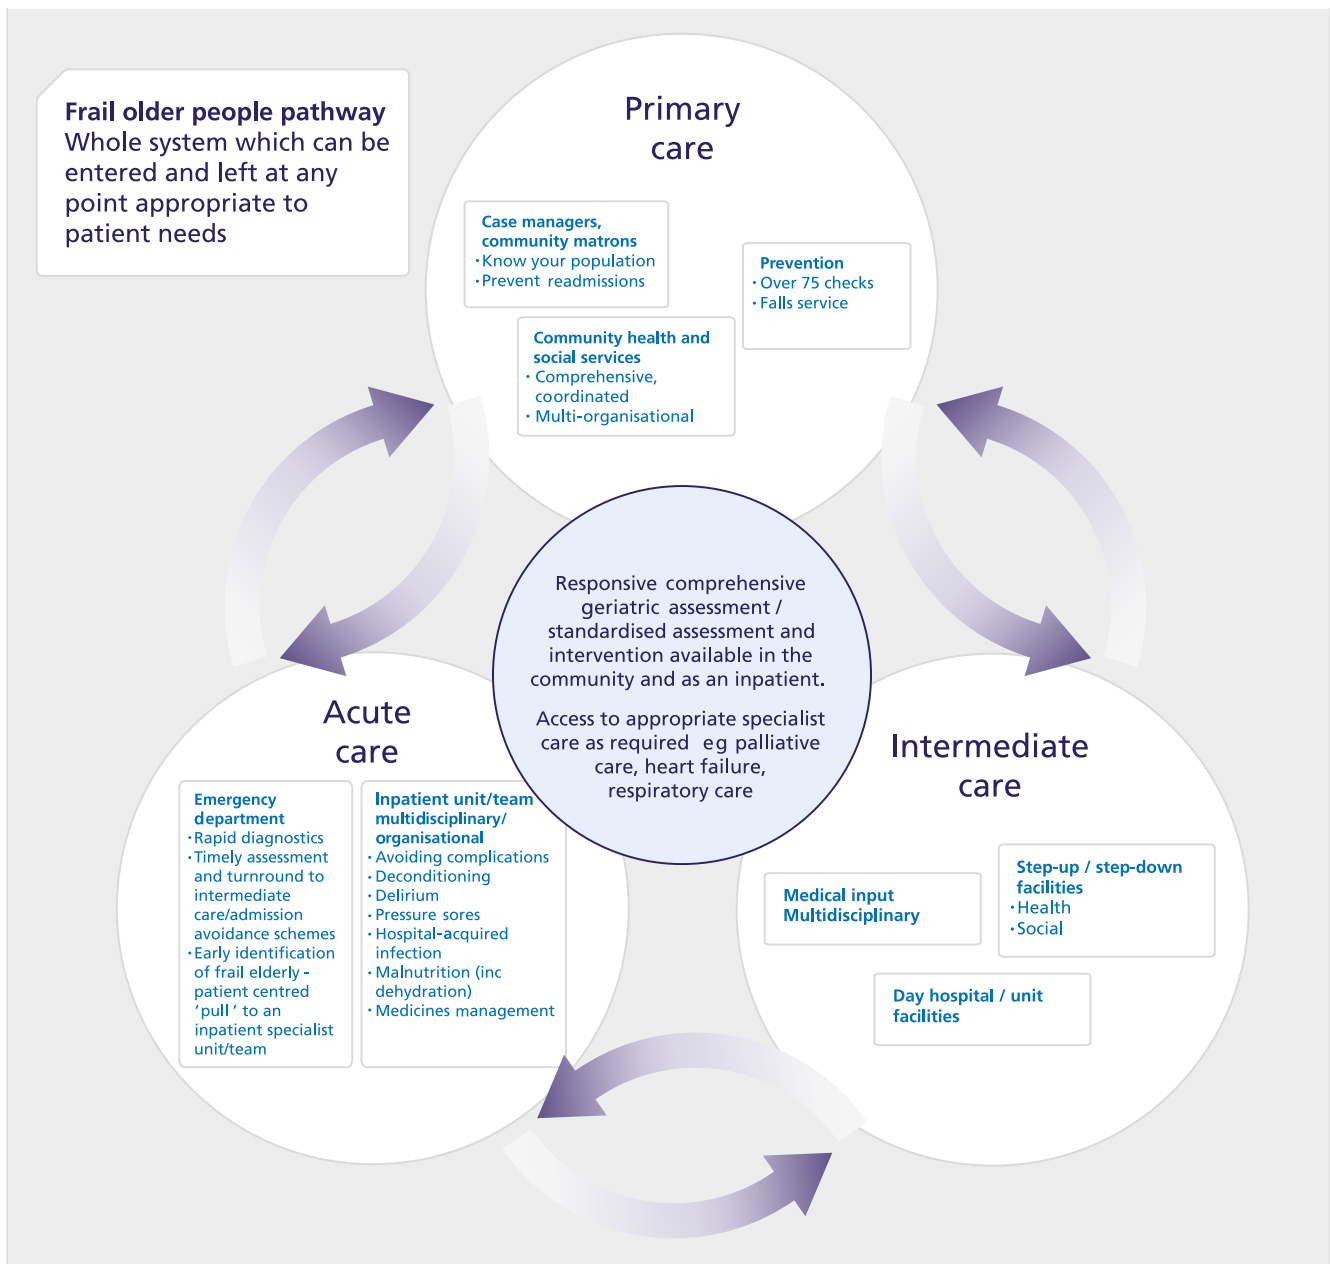 Frail older people pathway
Whole system which can be
entered and left at any
point appropriate to
patient needs
Primary
care
Case managers,
community matrons
· Know your population
· Prevent readmissions
Prevention
· Over 75 checks
· Falls service
Community health and
social services
· Comprehensive,
coordinated
· Multi-organisational
Responsive comprehensive
geriatric assessment /
standardised assessment and
intervention available in the
community and as an inpatient.
Access to appropriate specialist
care as required eg palliative
care, heart failure,
respiratory care
Acute
care
Emergency
department
· Rapid diagnostics
· Timely assessment
and turnround to
intermediate
care/admission
avoidance schemes
· Early identification
of frail elderly -
patient centred
‘pull’ to an
inpatient specialist
unit/team
Inpatient unit/team
multidisciplinary/
organisational
· Avoiding complications
· Deconditioning
· Delirium
· Pressure sores
· Hospital-acquired
infection
· Malnutrition (inc
dehydration)
· Medicines management
Intermediate
care
Medical input
Multidisciplinary
Step-up / step-down
facilities
· Health
· Social
Day hospital / unit
facilities